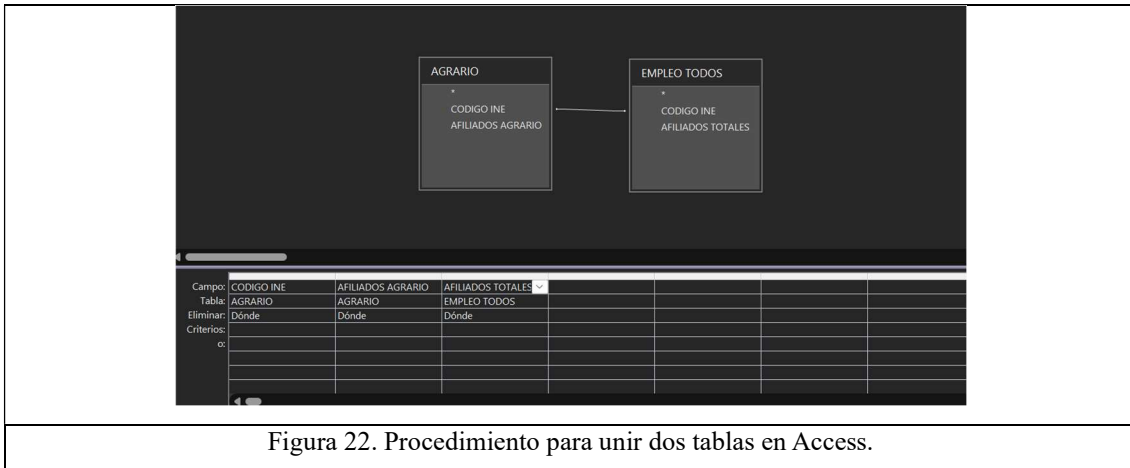 AGRARIO
*
CODIGO INE
AFILIADOS AGRARIO
EMPLEO TODOS
*
CODIGO INE
AFILIADOS TOTALES
Campo: CODIGO INE AFILIADOS AGRARIO AFILIADOS TOTALES
Tabla: AGRARIO AGRARIO EMPLEO TODOS
Eliminar: Dónde Dónde Dónde
Criterios:
o:
Figura 22. Procedimiento para unir dos tablas en Access.